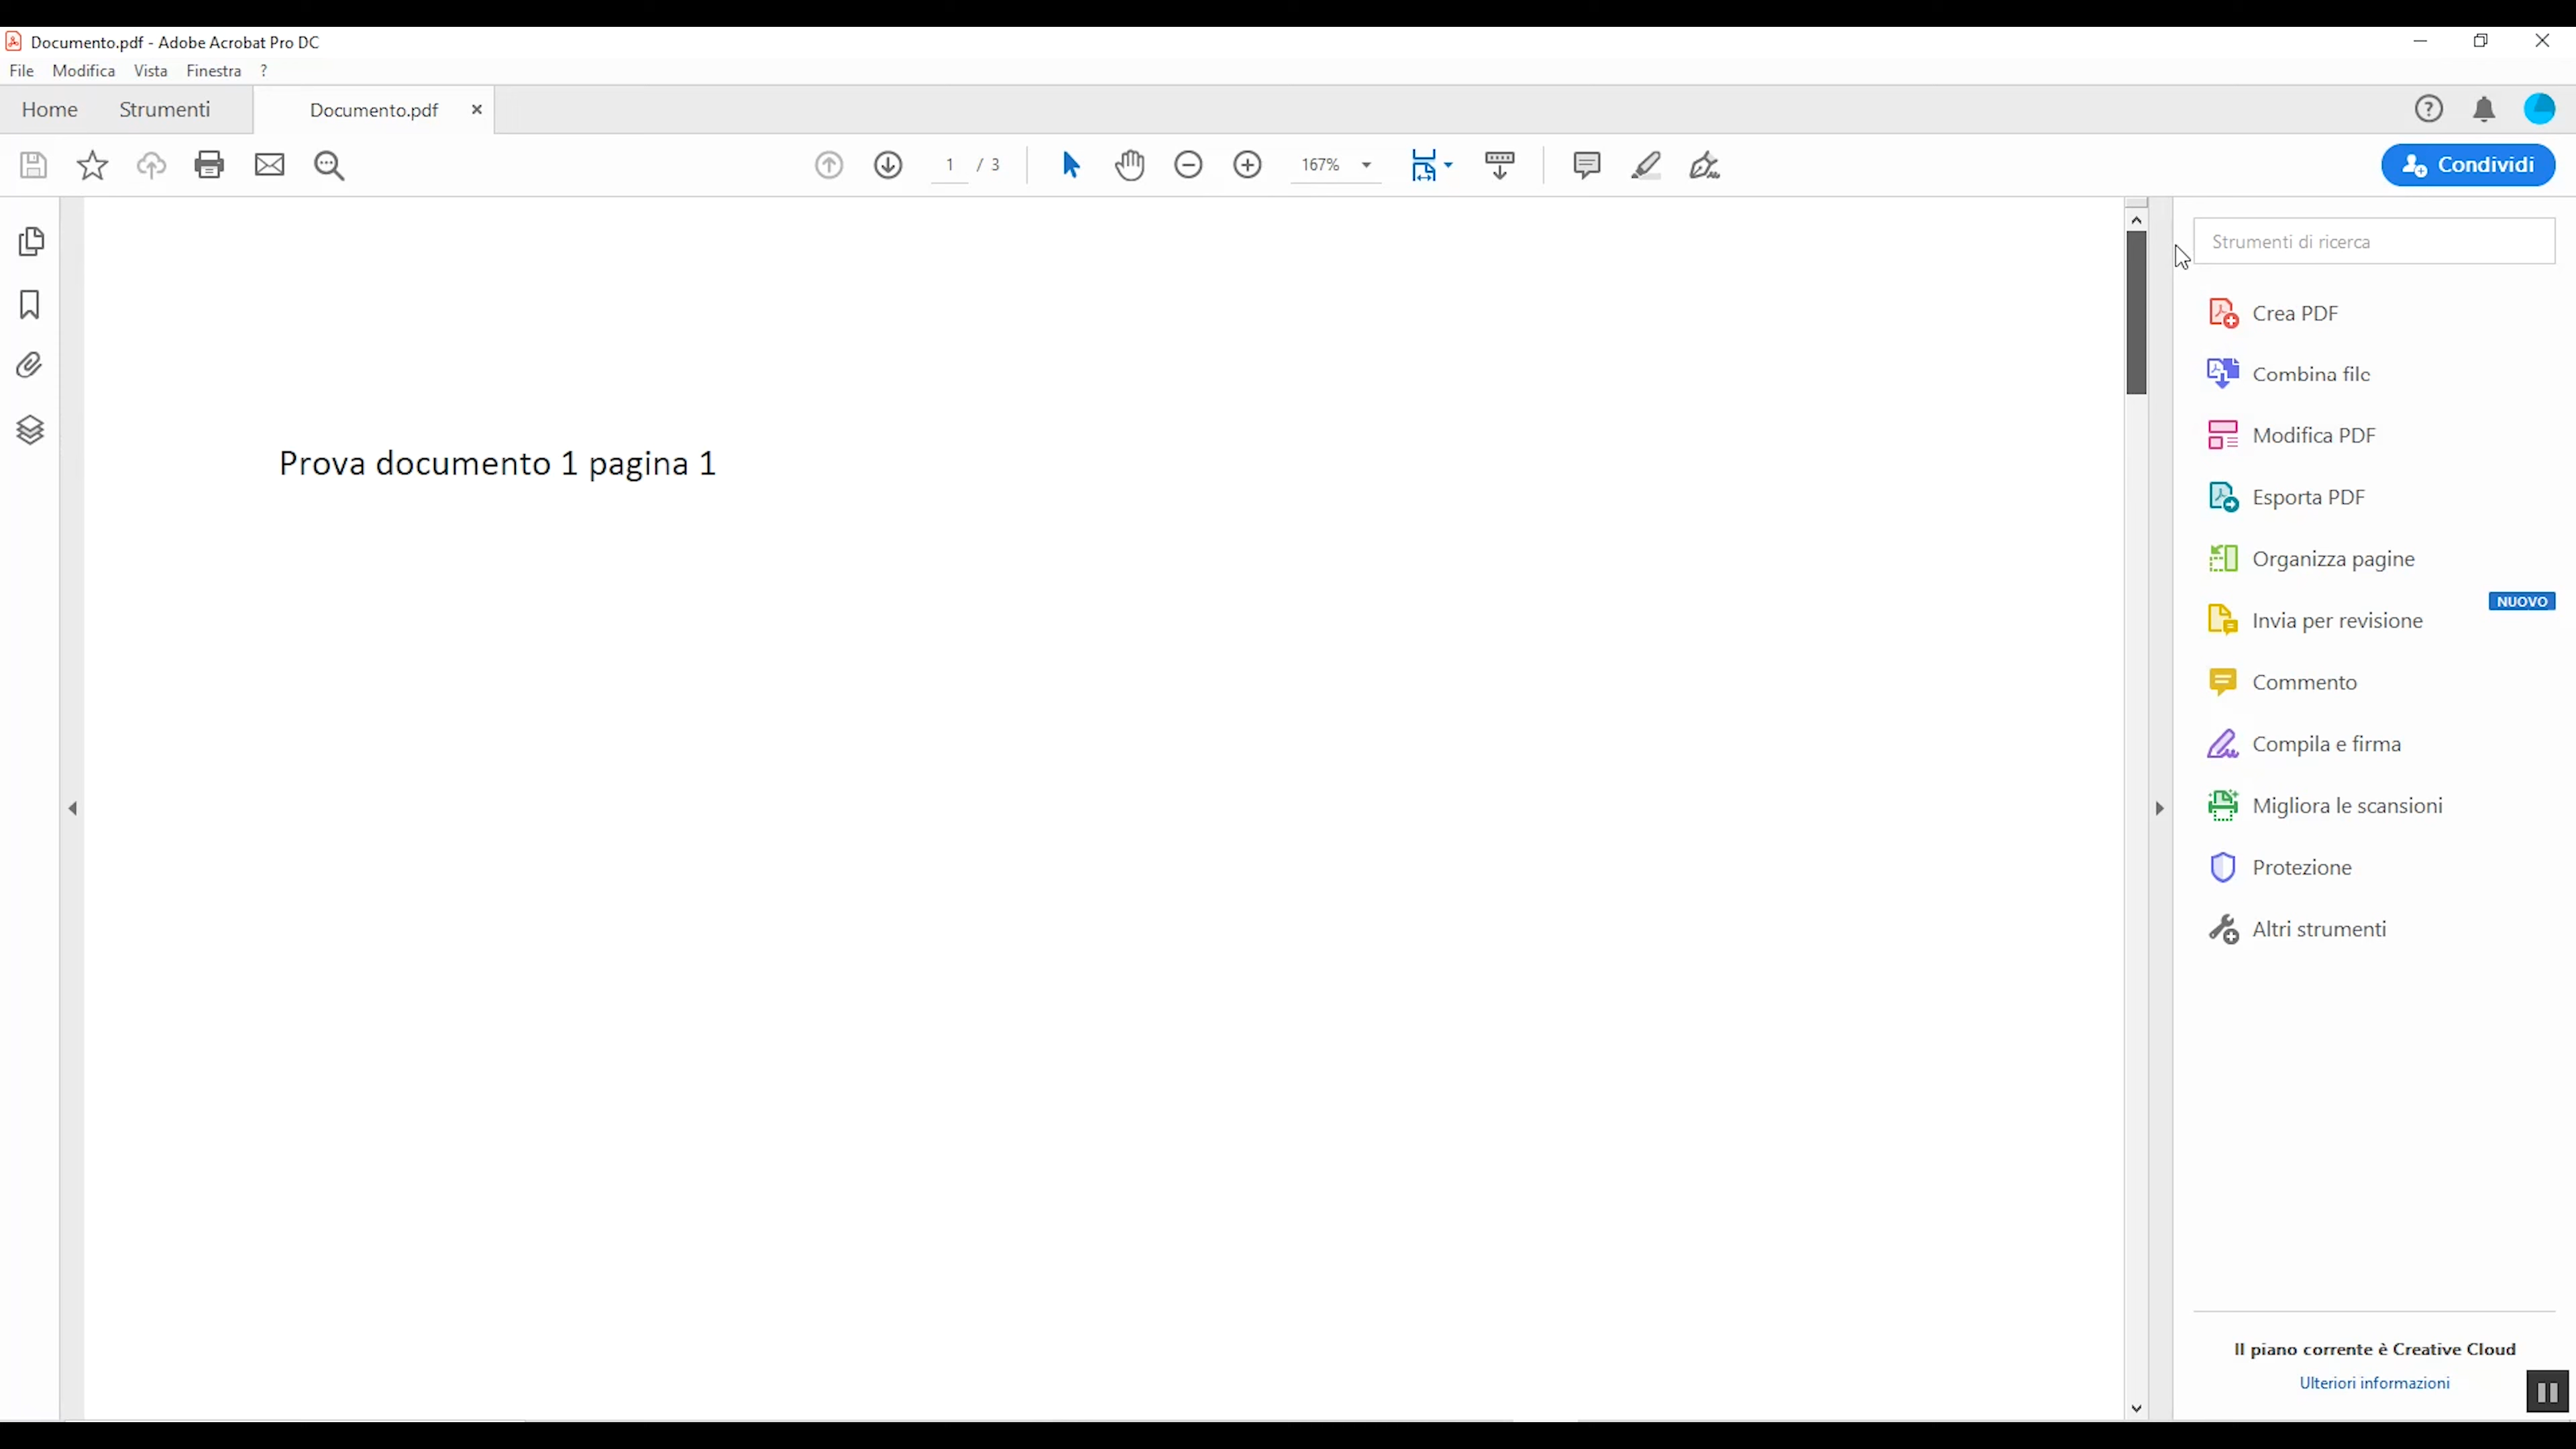 Documento.pdf - Adobe Acrobat Pro DC
File Modifica Vista Finestra ?
Home Strumenti Documento.pdf
1 / 3 167% Condividi
Strumenti di ricerca
Crea PDF
Combina file
Modifica PDF
Prova documento 1 pagina 1
Esporta PDF
Organizza pagine
NUOVO
Invia per revisione
Commento
Compila e firma
Migliora le scansioni
Protezione
Altri strumenti
Il piano corrente è Creative Cloud
Ulteriori informazioni